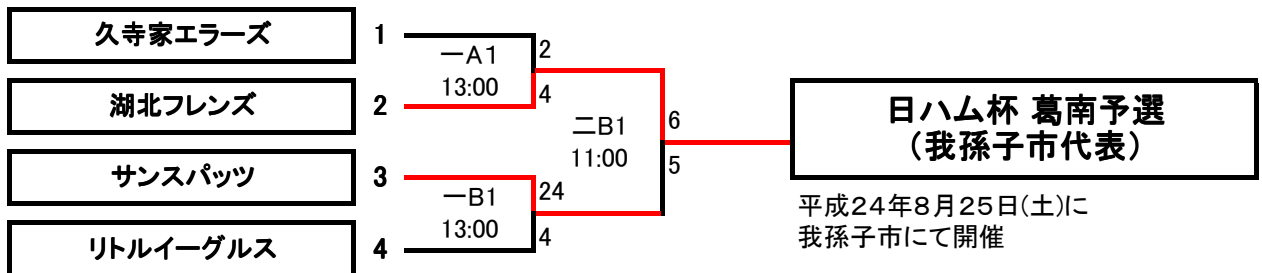 久寺家エラーズ
1
一A1
13:00
2
4
湖北フレンズ
2
二B1
11:00
6
5
日ハム杯 葛南予選
（我孫子市代表）
サンスパッツ
3
一B1
13:00
24
4
リトルイーグルス
4
平成24年8月25日(土)に
我孫子市にて開催